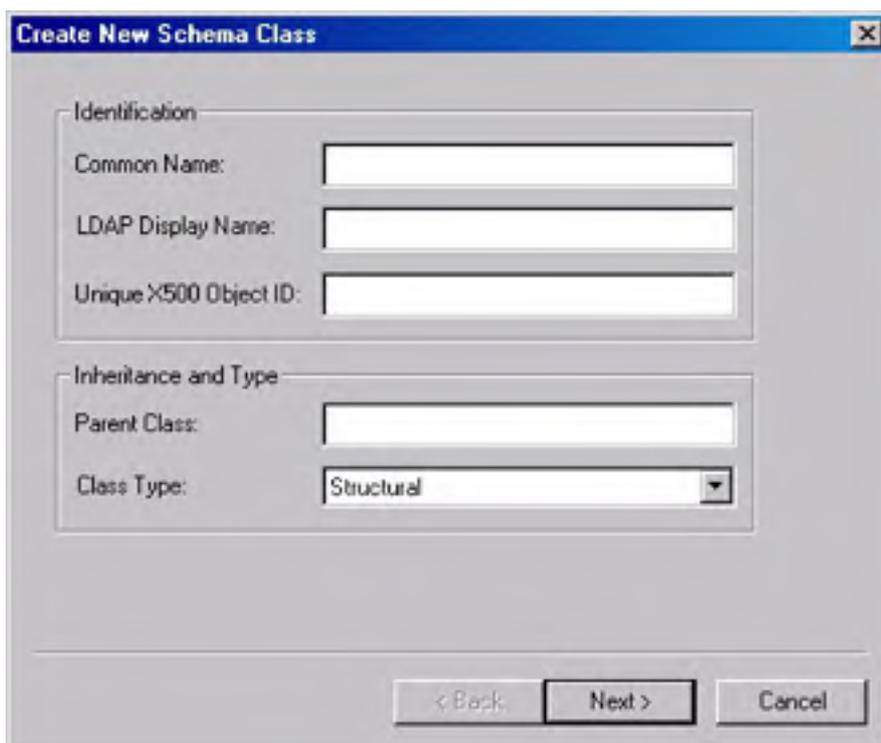 Create New Schema Class
Identification
Common Name:
LDAP Display Name:
Unique X500 Object ID:
Inheritance and Type
Parent Class:
Class Type:
Structural
< Back
Next >
Cancel